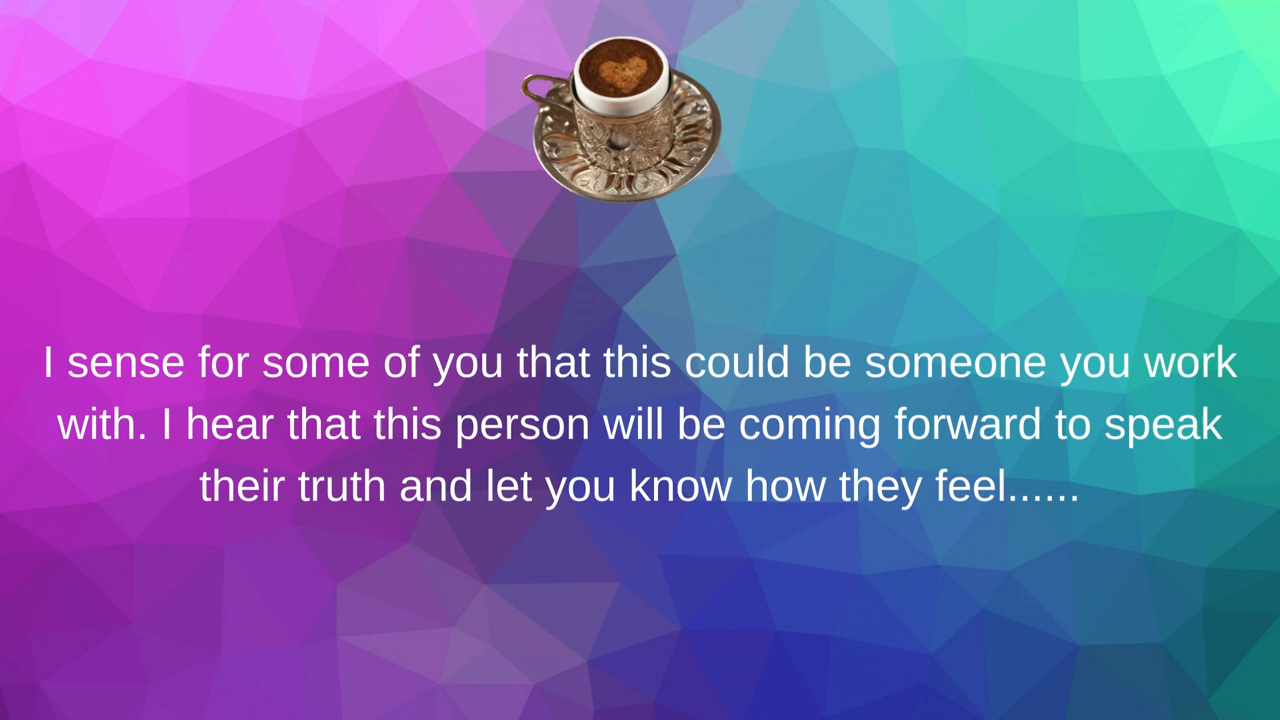 I sense for some of you that this could be someone you work
with. I hear that this person will be coming forward to speak
their truth and let you know how they feel......